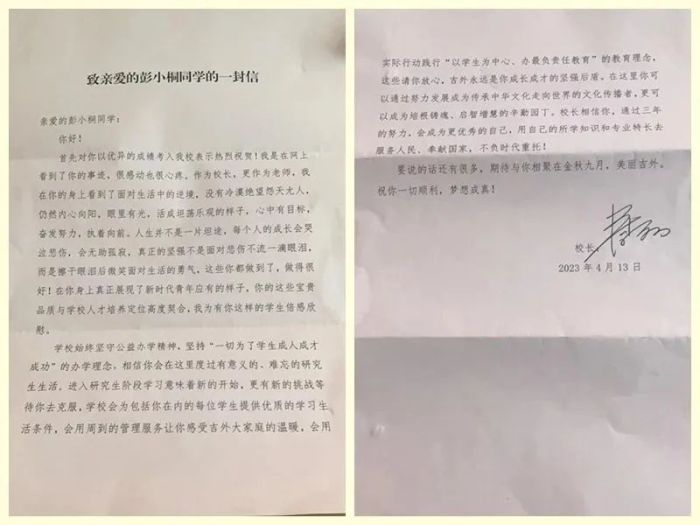 致亲爱的彭小桐同学的一封信
亲爱的彭小桐同学：
你好！
首先对你以优异的成绩考入我校表示热烈祝贺！我是在网上
看到了你的事迹，很感动也很心疼。作为校长，更作为老师，我
在你的身上看到了面对生活中的逆境，没有冷漠绝望怨天尤人，
仍然内心向阳，眼里有光，活成坦荡乐观的样子，心中有目标，
奋发努力，执着向前。人生并不是一片坦途，每个人的成长会哭
泣悲伤，会无助孤寂，真正的坚强不是面对悲伤不流一滴眼泪，
而是擦干眼泪后微笑面对生活的勇气，这些你都做到了，做得很
好！在你身上真正展现了新时代青年应有的样子，你的这些宝贵
品质与学校人才培养定位高度契合，我为有你这样的学生倍感欣
慰。
学校始终坚守公益办学精神，坚持“一切为了学生成人成才
成功”的办学理念，相信你会在这里度过有意义的、难忘的研究
生生活。进入研究生阶段学习意味着新的开始，更有新的挑战等
待你去克服，学校会为包括你在内的每位学生提供优质的学习生
活条件，会用周到的管理服务让你感受吉外大家庭的温暖，会用
实际行动践行“以学生为中心、办最负责任教育”的教育理念，
这些请你放心，吉外永远是你成长成才的坚强后盾。在这里你可
以通过努力发展成为传承中华文化走向世界的文化传播者，更可
以成为培根铸魂、启智增慧的辛勤园丁。校长相信你，通过三年
的努力，会成为更优秀的自己，用自己的所学知识和专业特长去
服务人民、奉献国家，不负时代重托！
要说的话还有很多，期待与你相聚在金秋九月，美丽吉外。
祝你一切顺利，梦想成真！
校长：
2023年4月13日